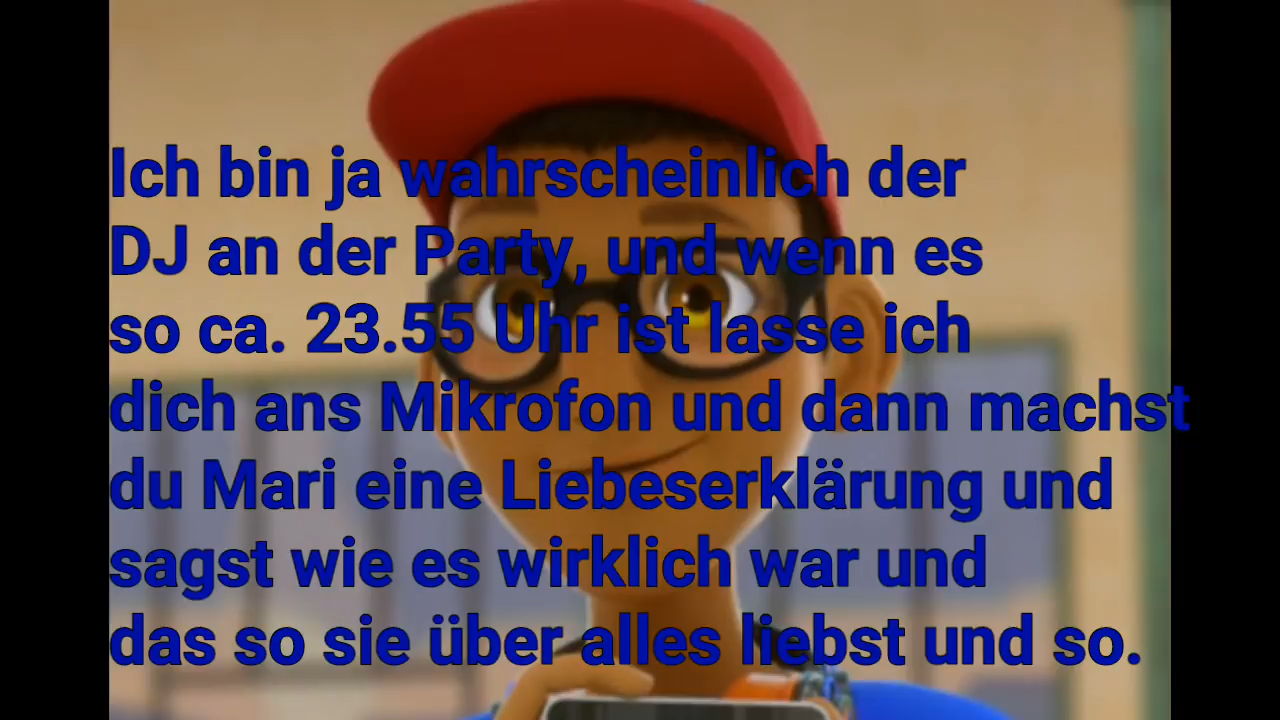 Ich bin ja wahrscheinlich der
DJ an der Party, und wenn es
so ca. 23.55 Uhr ist lasse ich
dich ans Mikrofon und dann machst
du Mari eine Liebeserklärung und
sagst wie es wirklich war und
das so sie über alles liebst und so.